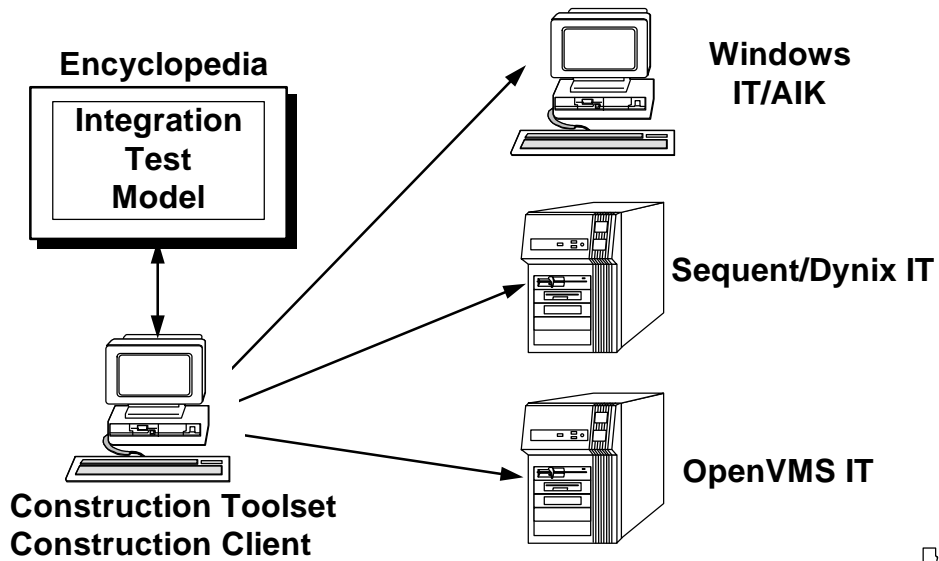 Encyclopedia
Integration
Test
Model
Windows
IT/AIK
Sequent/Dynix IT
OpenVMS IT
Construction Toolset
Construction Client